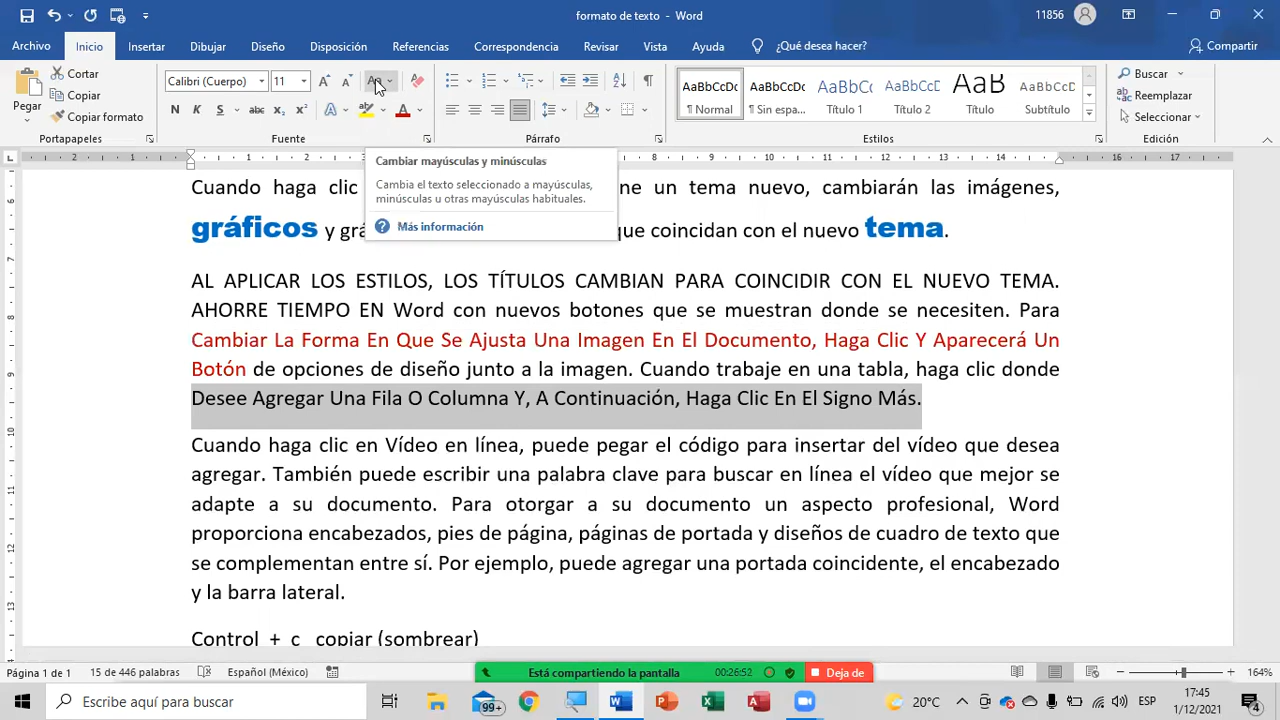 formato de texto - Word
11856
Archivo Inicio Insertar Dibujar Diseño Disposición Referencias Correspondencia Revisar Vista Ayuda ¿Qué desea hacer? Compartir
Pegar
Cortar
Copiar
Copiar formato
Portapapeles
Calibri (Cuerpo) 11 A A Aa
N K S abc x₂ x² A A
Fuente
Párrafo
AaBbCcDc AaBbCcDc AaBbCcDc AaBbCcDc AaB AaBbCcD
¶ Normal ¶ Sin espa... Título 1 Título 2 Título Subtítulo
Estilos
Buscar
Reemplazar
Seleccionar
Edición
Cambiar mayúsculas y minúsculas
Cambia el texto seleccionado a mayúsculas,
minúsculas u otras mayúsculas habituales.
Más información
Cuando haga clic ne un tema nuevo, cambiarán las imágenes,
gráficos y grá que coincidan con el nuevo tema.
AL APLICAR LOS ESTILOS, LOS TÍTULOS CAMBIAN PARA COINCIDIR CON EL NUEVO TEMA.
AHORRE TIEMPO EN Word con nuevos botones que se muestran donde se necesiten. Para
Cambiar La Forma En Que Se Ajusta Una Imagen En El Documento, Haga Clic Y Aparecerá Un
Botón de opciones de diseño junto a la imagen. Cuando trabaje en una tabla, haga clic donde
Desee Agregar Una Fila O Columna Y, A Continuación, Haga Clic En El Signo Más.
Cuando haga clic en Vídeo en línea, puede pegar el código para insertar del vídeo que desea
agregar. También puede escribir una palabra clave para buscar en línea el vídeo que mejor se
adapte a su documento. Para otorgar a su documento un aspecto profesional, Word
proporciona encabezados, pies de página, páginas de portada y diseños de cuadro de texto que
se complementan entre sí. Por ejemplo, puede agregar una portada coincidente, el encabezado
y la barra lateral.
Control + c copiar (sombrear)
Página 1 de 1 15 de 446 palabras Español (México) Está compartiendo la pantalla 00:26:52 Deja de 164%
Escribe aquí para buscar
99+
20°C
ESP
17:45
1/12/2021
4